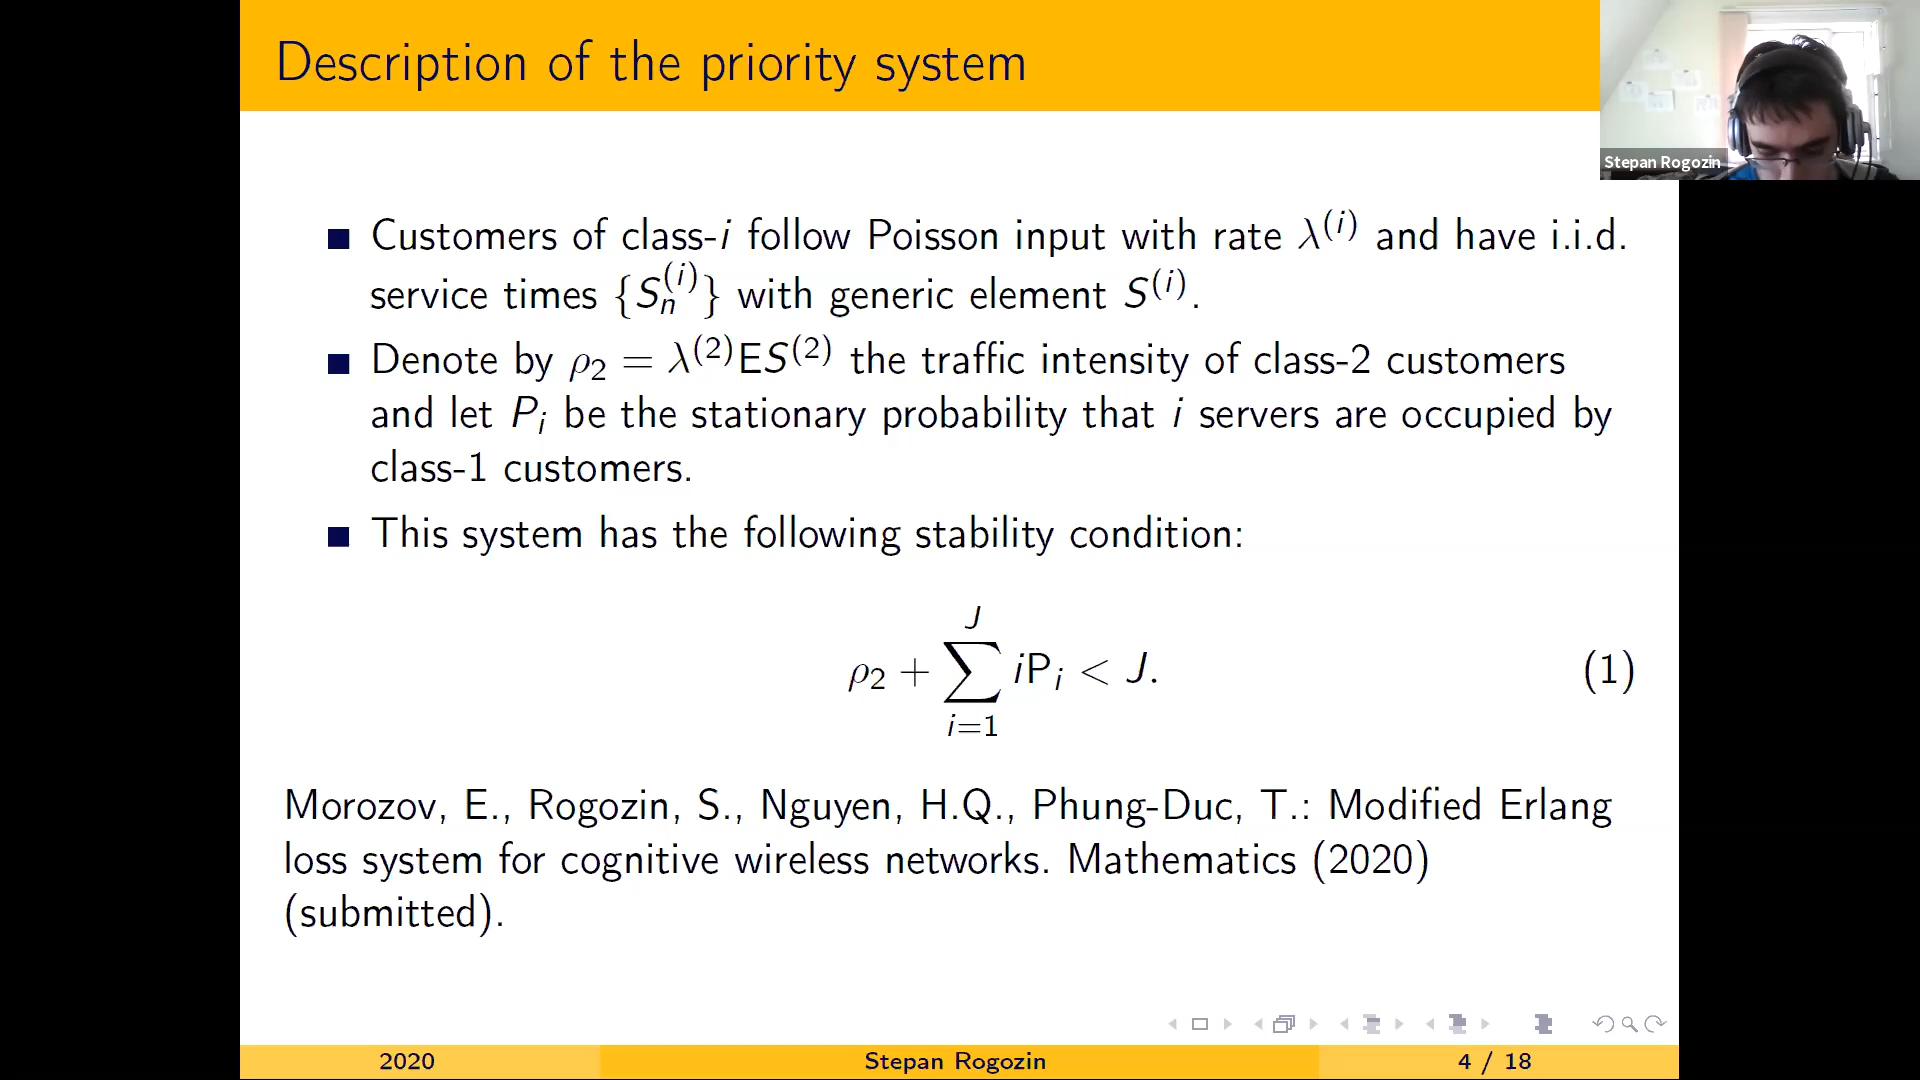 Description of the priority system
Stepan Rogozin
Customers of class-i follow Poisson input with rate λ^(i) and have i.i.d.
service times {S_n^(i)} with generic element S^(i).
Denote by ρ_2 = λ^(2)ES^(2) the traffic intensity of class-2 customers
and let P_i be the stationary probability that i servers are occupied by
class-1 customers.
This system has the following stability condition:
ρ_2 + ∑_{i=1}^{J} iP_i < J. (1)
Morozov, E., Rogozin, S., Nguyen, H.Q., Phung-Duc, T.: Modified Erlang
loss system for cognitive wireless networks. Mathematics (2020)
(submitted).
2020 Stepan Rogozin 4 / 18